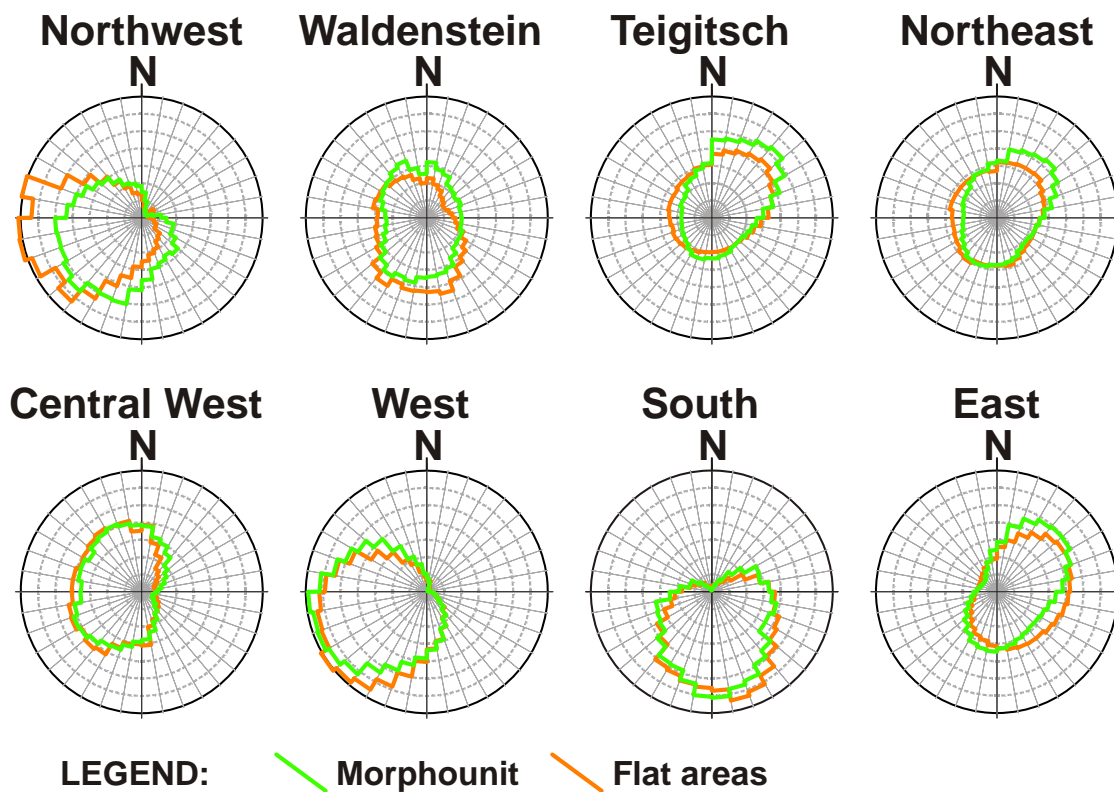 Northwest Waldenstein Teigitsch Northeast
N N N N
Central West West South East
N N N N
LEGEND: Morphounit Flat areas